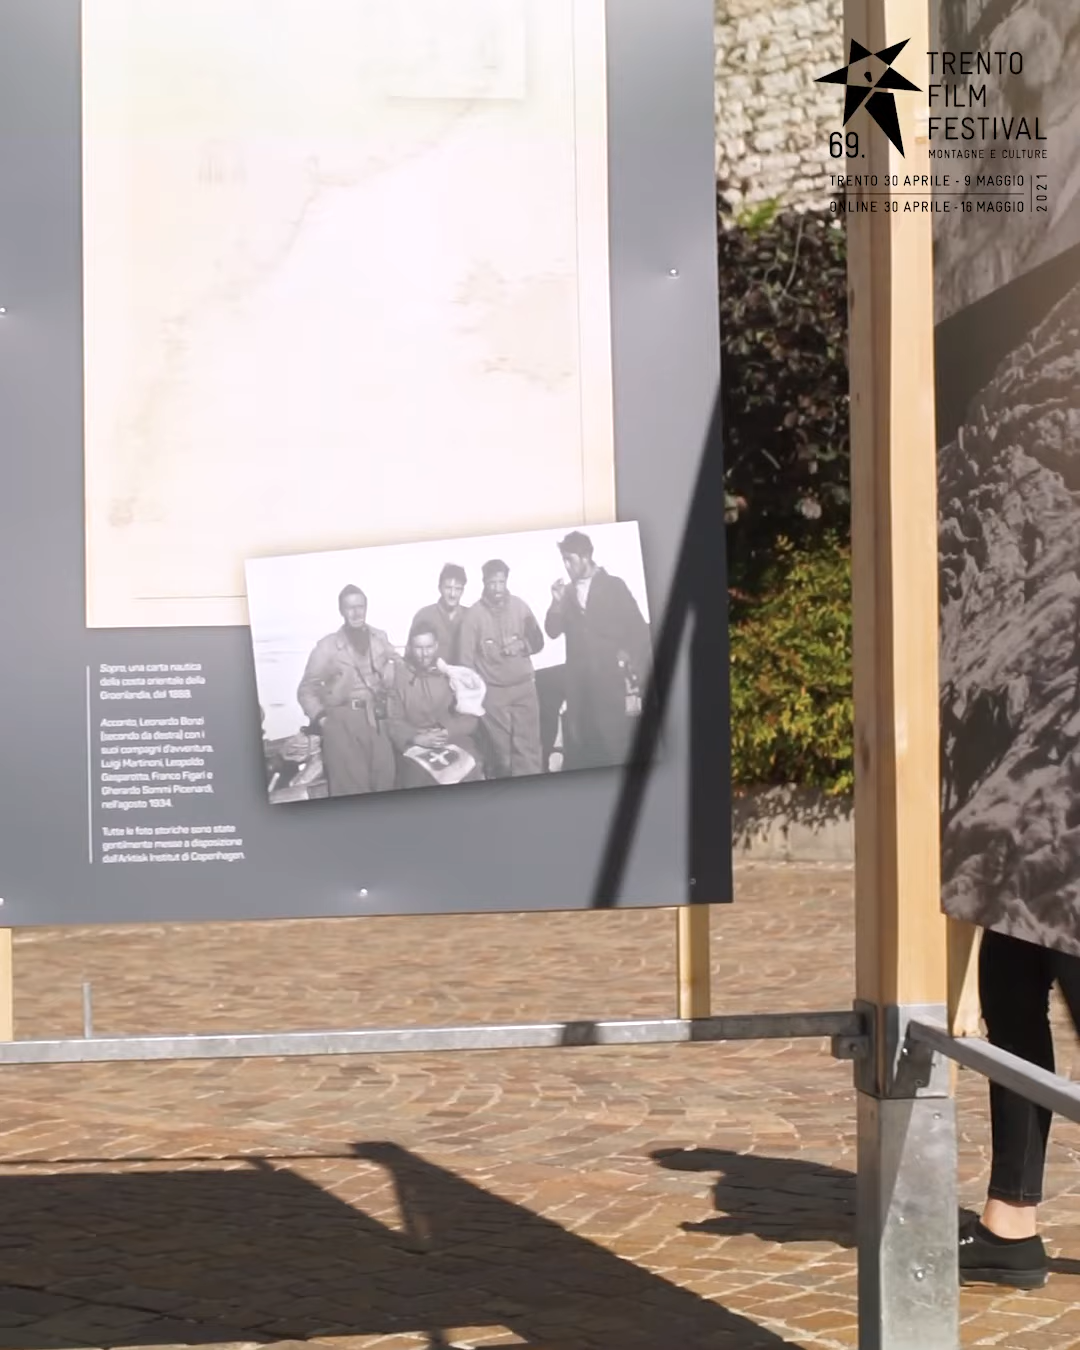 TRENTO
FILM
FESTIVAL
69.
MONTAGNE E CULTURE
TRENTO 30 APRILE - 9 MAGGIO
ONLINE 30 APRILE - 16 MAGGIO
2021
Sopra, una carta nautica
della costa orientale della
Groenlandia, del 1889.
Accanto, Leonardo Bonzi
(secondo da destra) con i
suoi compagni d'avventura,
Luigi Martinoni, Leopoldo
Gasparotto, Franco Figari e
Gherardo Sommi Picenardi,
nell'agosto 1934.
Tutte le foto storiche sono state
gentilmente messe a disposizione
dall'Arktisk Institut di Copenhagen.